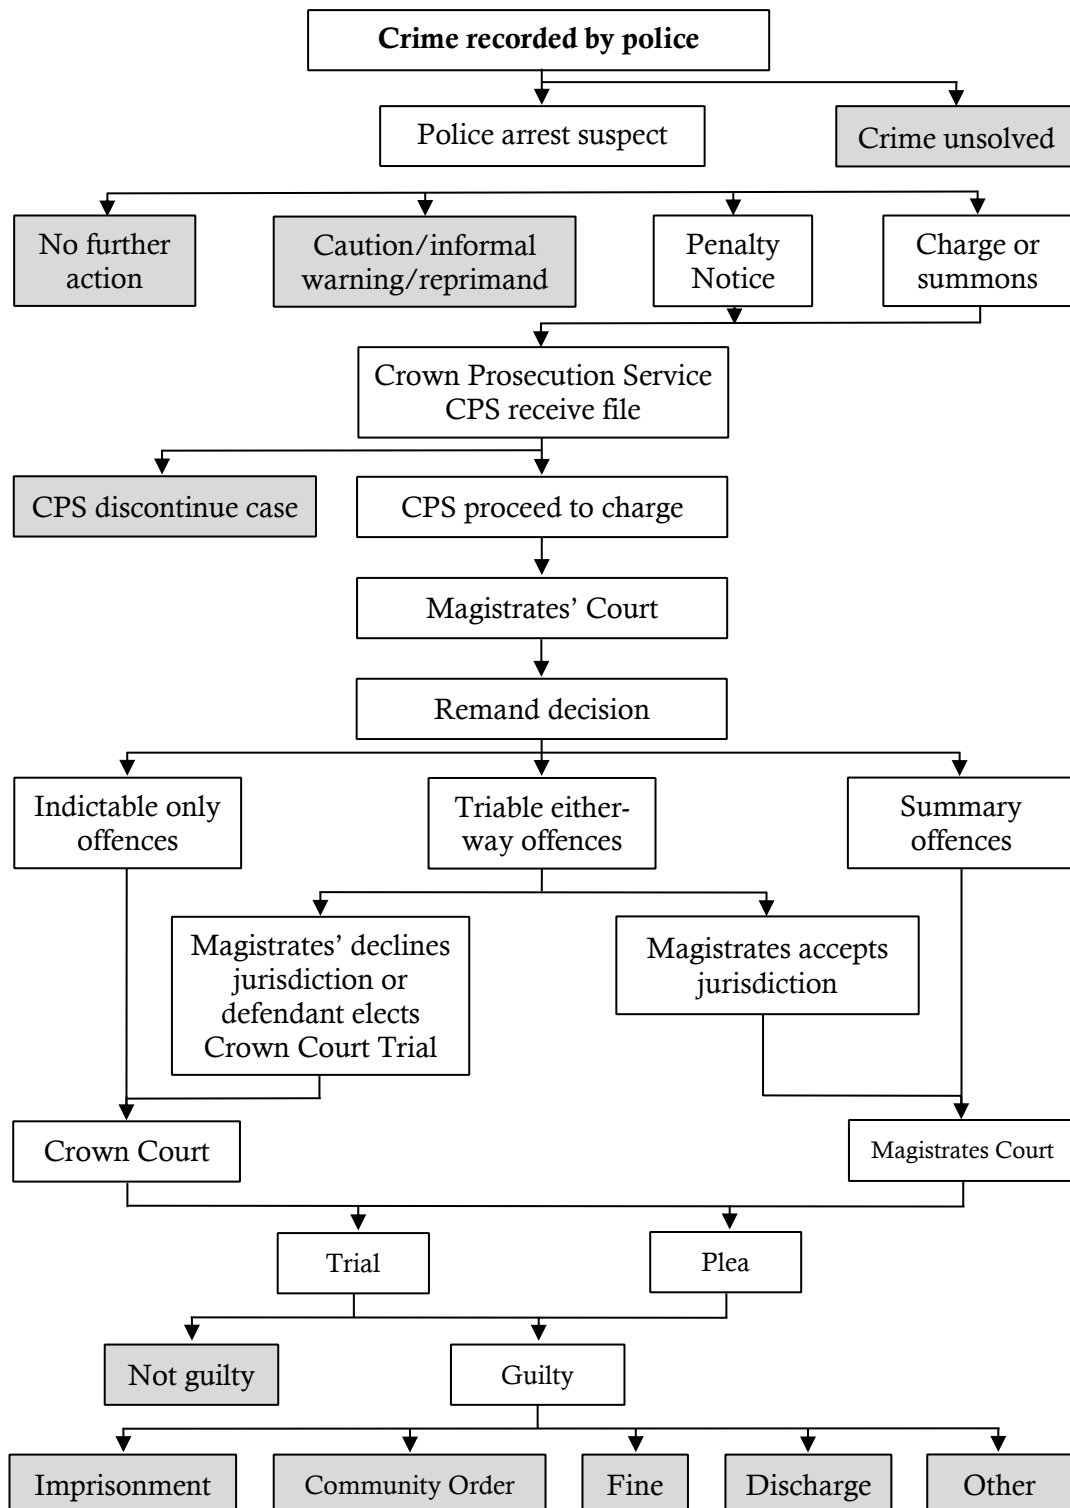 Crime recorded by police
Police arrest suspect
Crime unsolved
No further
action
Caution/informal
warning/reprimand
Penalty
Notice
Charge or
summons
Crown Prosecution Service
CPS receive file
CPS discontinue case
CPS proceed to charge
Magistrates’ Court
Remand decision
Indictable only
offences
Triable either-
way offences
Summary
offences
Magistrates’ declines
jurisdiction or
defendant elects
Crown Court Trial
Magistrates accepts
jurisdiction
Crown Court
Magistrates Court
Trial
Plea
Not guilty
Guilty
Imprisonment
Community Order
Fine
Discharge
Other